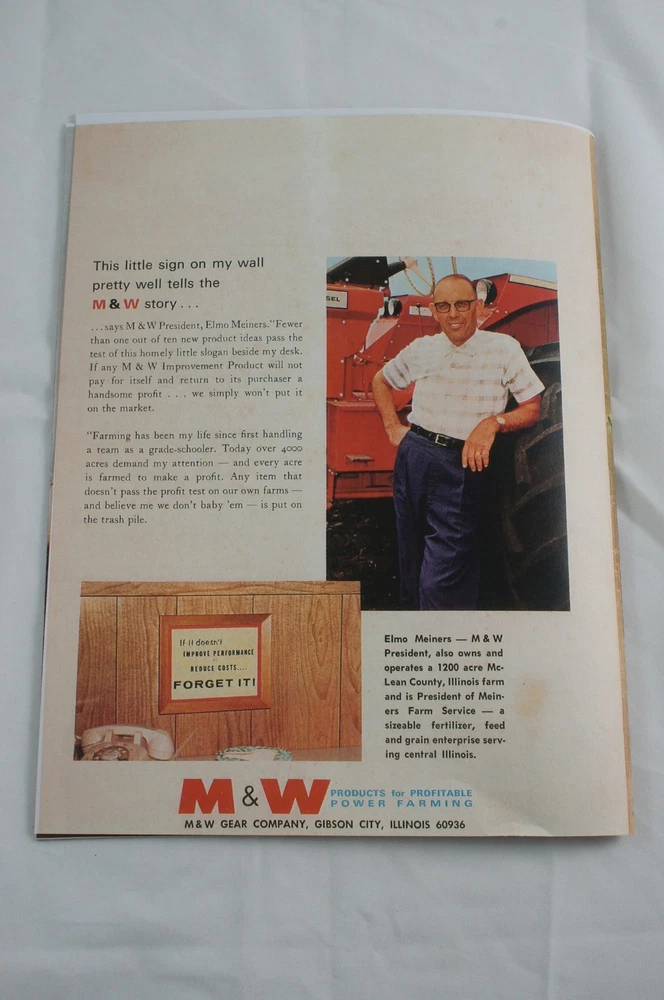 This little sign on my wall
pretty well tells the
M & W story . . .
. . . says M & W President, Elmo Meiners. "Fewer
than one out of ten new product ideas pass the
test of this homely little slogan beside my desk.
If any M & W Improvement Product will not
pay for itself and return to its purchaser a
handsome profit . . . we simply won't put it
on the market.
"Farming has been my life since first handling
a team as a grade-schooler. Today over 4000
acres demand my attention — and every acre
is farmed to make a profit. Any item that
doesn't pass the profit test on our own farms —
and believe me we don't baby 'em — is put on
the trash pile.
SEL
If it doesn't
IMPROVE PERFORMANCE
or
REDUCE COSTS....
FORGET IT!
Elmo Meiners — M & W
President, also owns and
operates a 1200 acre Mc-
Lean County, Illinois farm
and is President of Mein-
ers Farm Service — a
sizeable fertilizer, feed
and grain enterprise serv-
ing central Illinois.
M & W PRODUCTS for PROFITABLE
POWER FARMING
M & W GEAR COMPANY, GIBSON CITY, ILLINOIS 60936